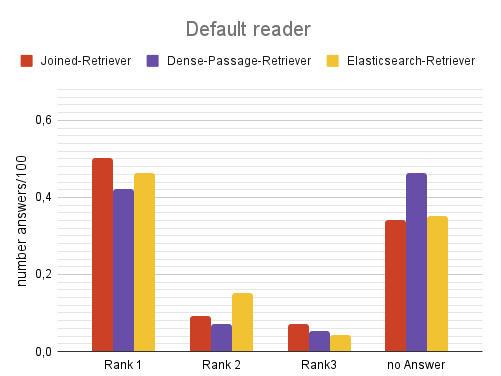 Default reader
Joined-Retriever Dense-Passage-Retriever Elasticsearch-Retriever
number answers/100
0,6
0,4
0,2
0,0
Rank 1 Rank 2 Rank3 no Answer